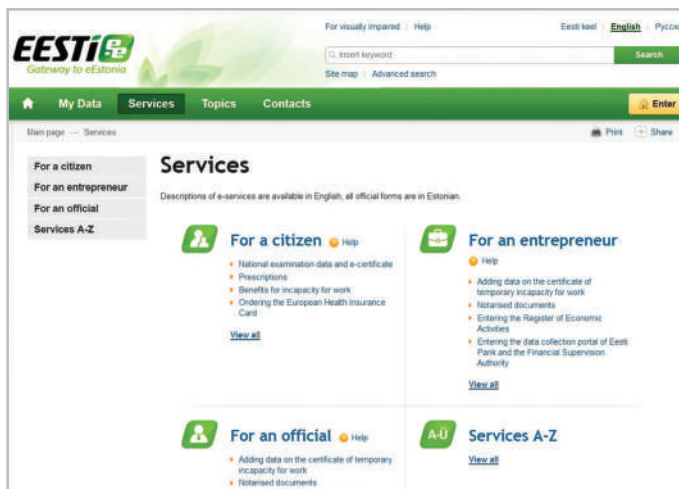 For visually impaired | Help
Eesti keel | English | Русски
EESTi
Gateway to eEstonia
Insert keyword
Search
Site map | Advanced search
My Data Services Topics Contacts
Enter
Main page — Services
Print Share
For a citizen
For an entrepreneur
For an official
Services A-Z
Services
Descriptions of e-services are available in English, all official forms are in Estonian.
For a citizen Help
National examination data and e-certificate
Prescriptions
Benefits for incapacity for work
Ordering the European Health Insurance
Card
View all
For an entrepreneur
Help
Adding data on the certificate of
temporary incapacity for work
Notarised documents
Entering the Register of Economic
Activities
Entering the data collection portal of Eesti
Pank and the Financial Supervision
Authority
View all
For an official Help
Adding data on the certificate of temporary
incapacity for work
Notarised documents
A-Ü
Services A-Z
View all